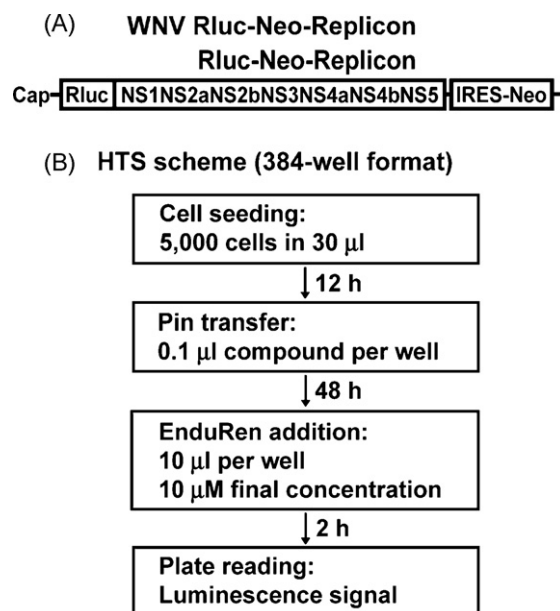 (A) WNV Rluc-Neo-Replicon
Rluc-Neo-Replicon
Cap Rluc NS1NS2aNS2bNS3NS4aNS4bNS5 IRES-Neo
(B) HTS scheme (384-well format)
Cell seeding:
5,000 cells in 30 μl
12 h
Pin transfer:
0.1 μl compound per well
48 h
EnduRen addition:
10 μl per well
10 μM final concentration
2 h
Plate reading:
Luminescence signal